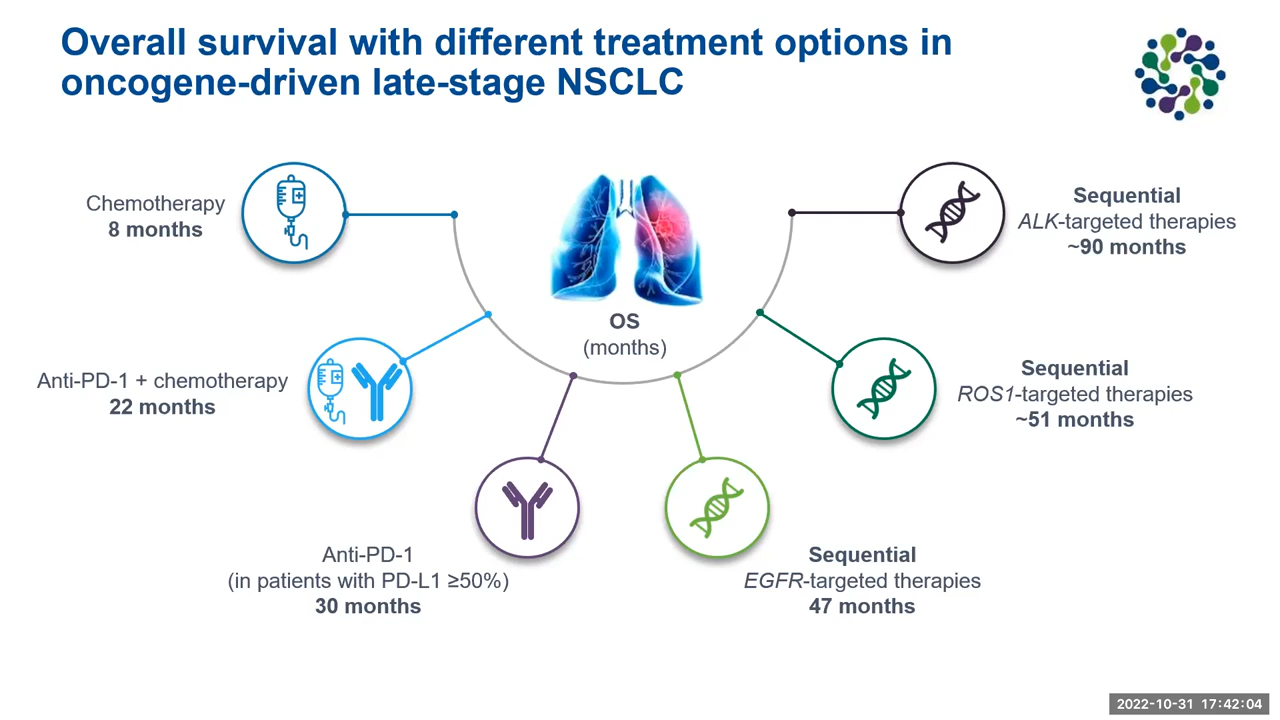 Overall survival with different treatment options in
oncogene-driven late-stage NSCLC
Chemotherapy
8 months
Anti-PD-1 + chemotherapy
22 months
Anti-PD-1
(in patients with PD-L1 ≥50%)
30 months
OS
(months)
Sequential
EGFR-targeted therapies
47 months
Sequential
ROS1-targeted therapies
~51 months
Sequential
ALK-targeted therapies
~90 months
2022-10-31 17:42:04